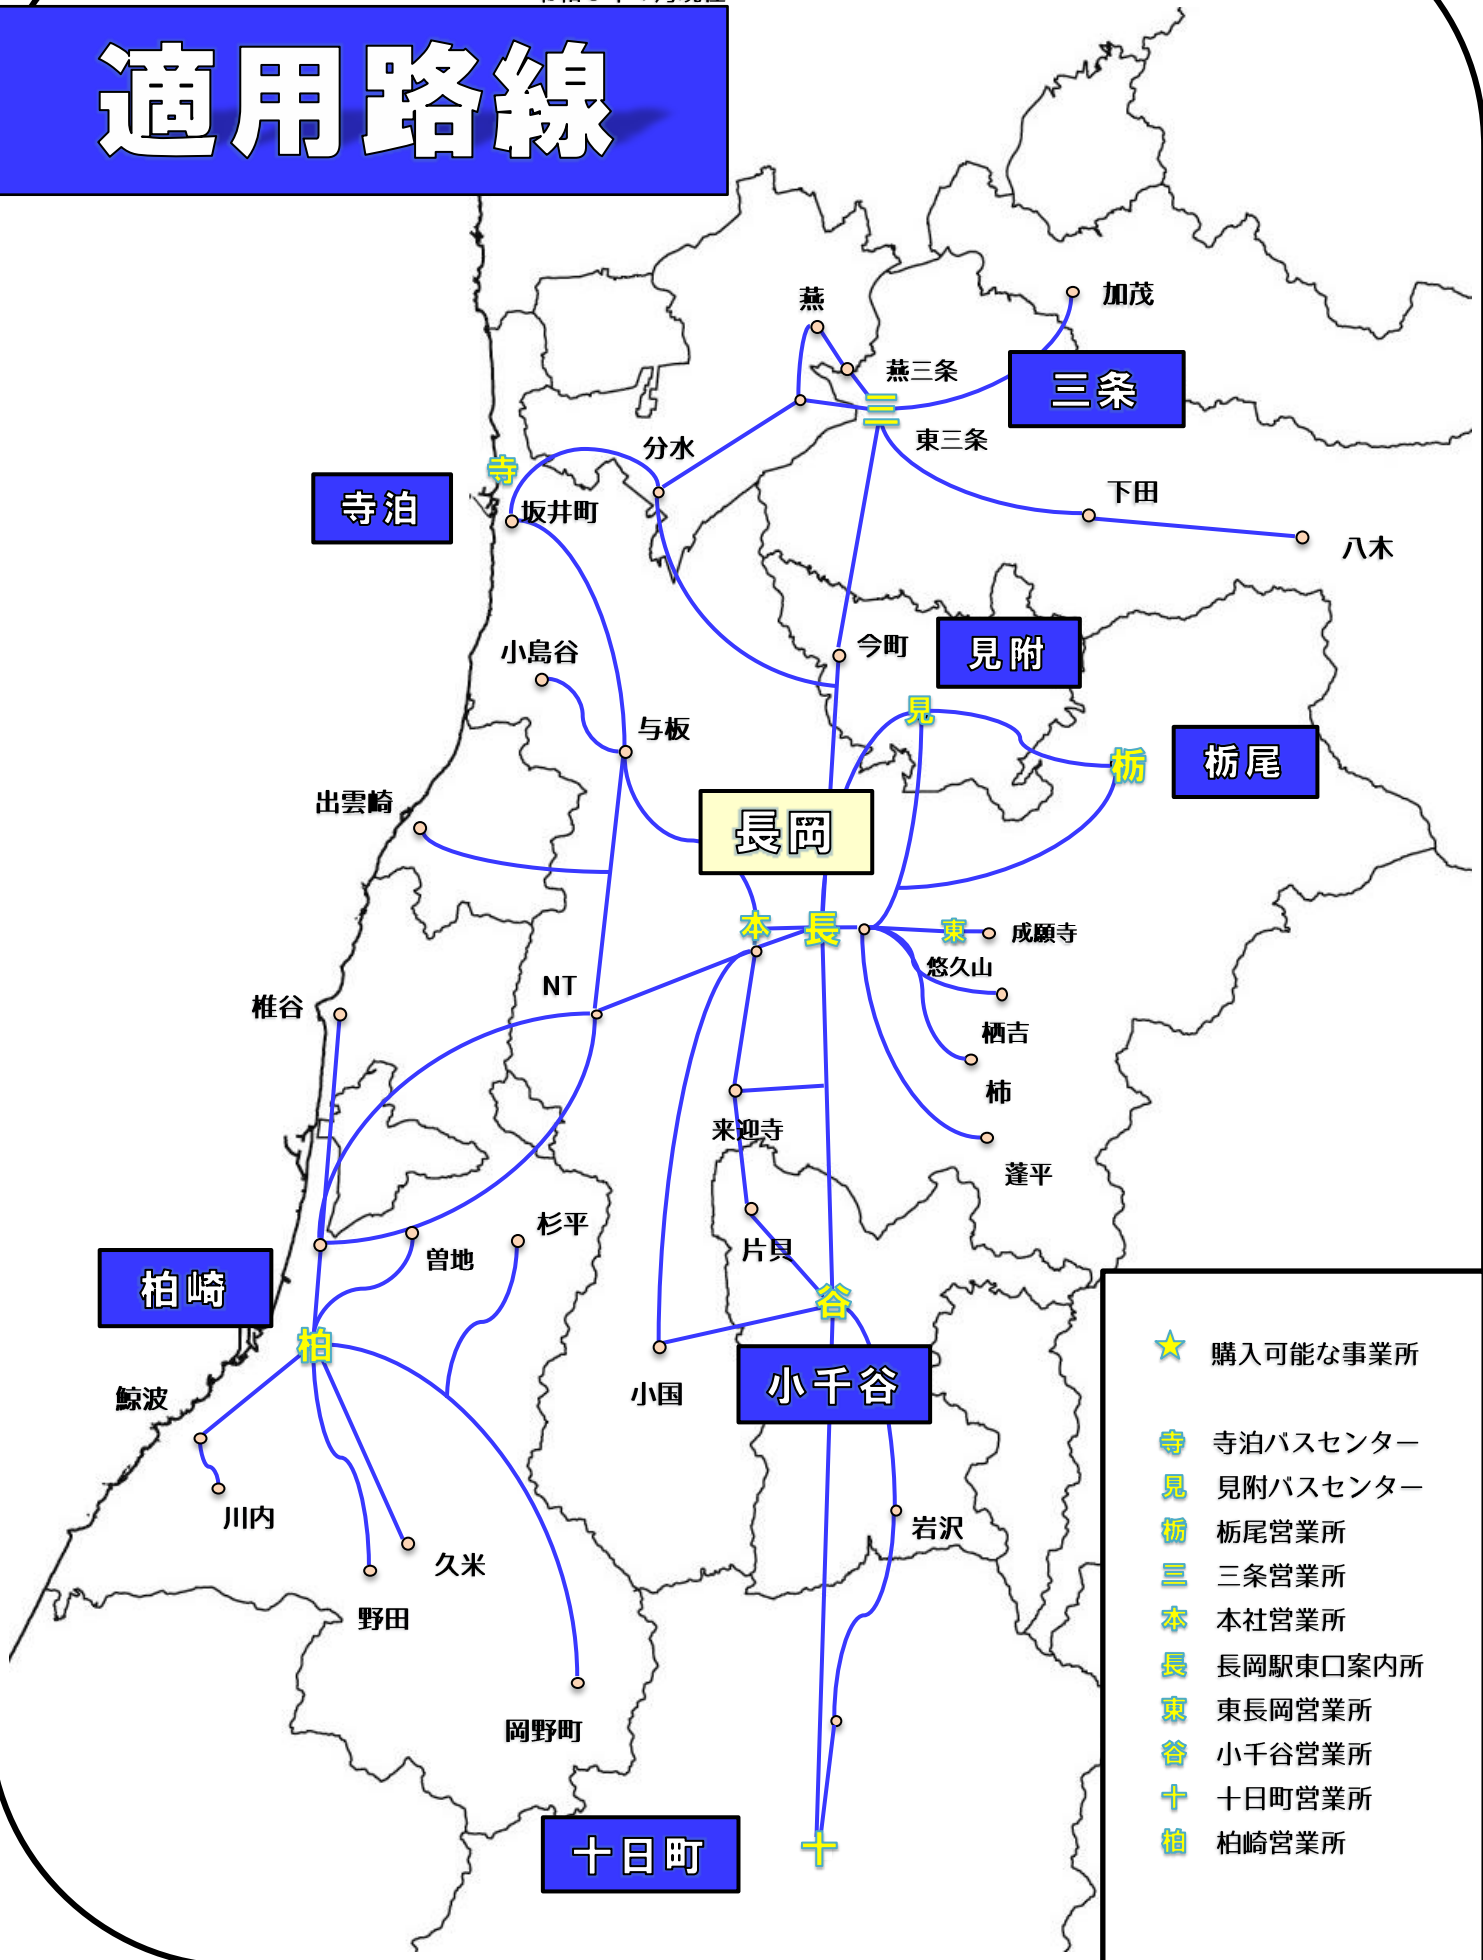 適用路線
燕
加茂
燕三条
三条
三
東三条
分水
寺
下田
寺泊
坂井町
八木
今町
見附
小島谷
見
与板
栃
栃尾
出雲崎
長岡
本
長
東
成願寺
悠久山
NT
椎谷
栖吉
柿
来迎寺
蓬平
杉平
片貝
曽地
柏崎
谷
柏
小千谷
鯨波
小国
川内
岩沢
久米
野田
岡野町
十日町
十
購入可能な事業所
寺 寺泊バスセンター
見 見附バスセンター
栃 栃尾営業所
三 三条営業所
本 本社営業所
長 長岡駅東口案内所
東 東長岡営業所
谷 小千谷営業所
十 十日町営業所
柏 柏崎営業所